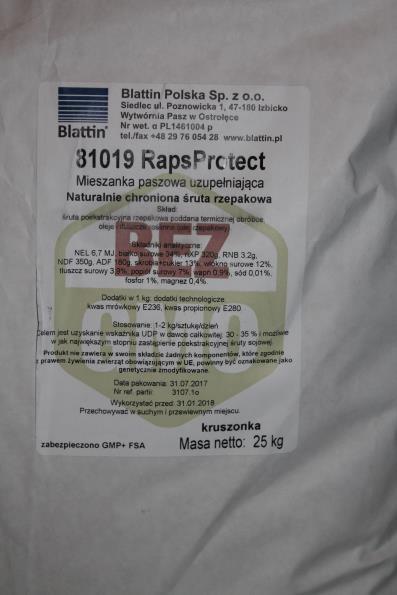 Blattin®
Blattin Polska Sp. z o.o.
Siedlec ul. Poznowicka 1, 47-180 Izbicko
Wytwórnia Pasz w Ostrołęce
Nr wet. α PL1461004 p
tel./fax +48 29 76 054 28 www.blattin.pl
81019 RapsProtect
Mieszanka paszowa uzupełniająca
Naturalnie chroniona śruta rzepakowa
Skład:
śruta poekstrakcyjna rzepakowa poddana termicznej obróbce,
BEZ
Składniki analityczne
NEL 6,7 MJ, białko surowe 34%, nXP 320g, RNB 3.2g,
NDF 350g, ADF 180g, skrobia+cukier 13%, włókno surowe 12%,
tłuszcz surowy 3,9%, popiół surowy 7%, wapń 0,9%, sód 0,01%,
fosfor 1%, magnez 0,4%.
Dodatki w 1 kg: dodatki technologiczne:
kwas mrówkowy E236, kwas propionowy E280
Stosowanie: 1-2 kg/sztukę/dzień
Celem jest uzyskanie wskaźnika UDP w dawce całkowitej: 30 - 35 % i możliwie
w jak największym stopniu zastąpienie poekstrakcyjnej śruty sojowej.
Produkt nie zawiera w swoim składzie żadnych komponentów, które zgodnie
z prawem żywienia zwierząt obowiązującym w UE, powinny być oznakowane jako
genetycznie zmodyfikowane.
Data pakowania: 31.07.2017
Nr ref. partii: 3107.1o
Wykorzystać przed: 31.01.2018
Przechowywać w suchym i przewiewnym miejscu.
kruszonka
zabezpieczono GMP+ FSA
Masa netto: 25 kg